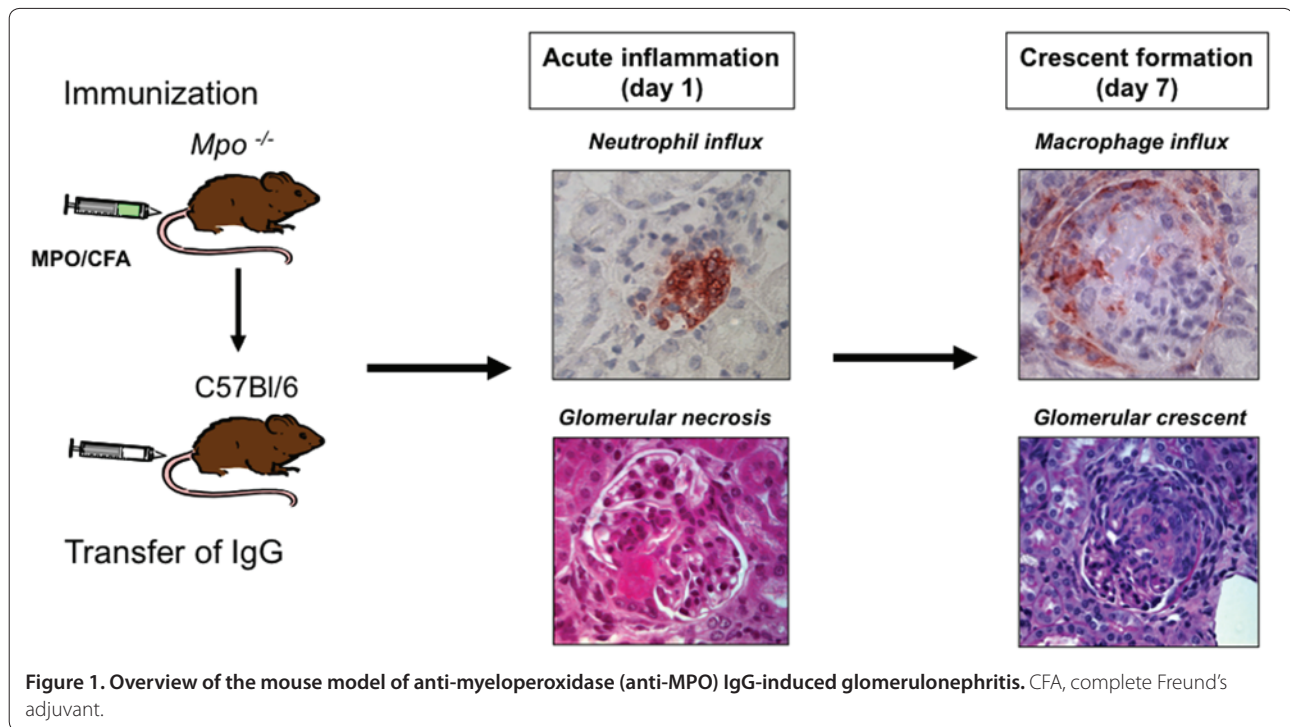 Immunization
Mpo -/-
MPO/CFA
C57Bl/6
Transfer of IgG
Acute inflammation
(day 1)
Neutrophil influx
Glomerular necrosis
Crescent formation
(day 7)
Macrophage influx
Glomerular crescent
Figure 1. Overview of the mouse model of anti-myeloperoxidase (anti-MPO) IgG-induced glomerulonephritis. CFA, complete Freund’s
adjuvant.